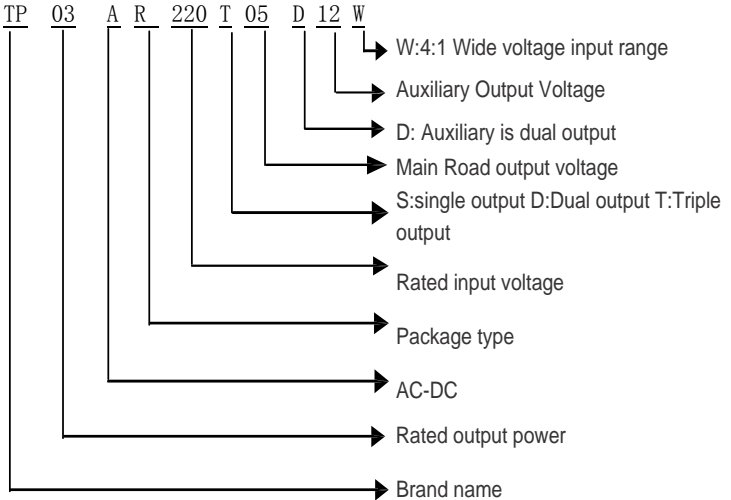 TP 03 A R 220 T 05 D 12 W
W:4:1 Wide voltage input range
Auxiliary Output Voltage
D: Auxiliary is dual output
Main Road output voltage
S:single output D:Dual output T:Triple
output
Rated input voltage
Package type
AC-DC
Rated output power
Brand name